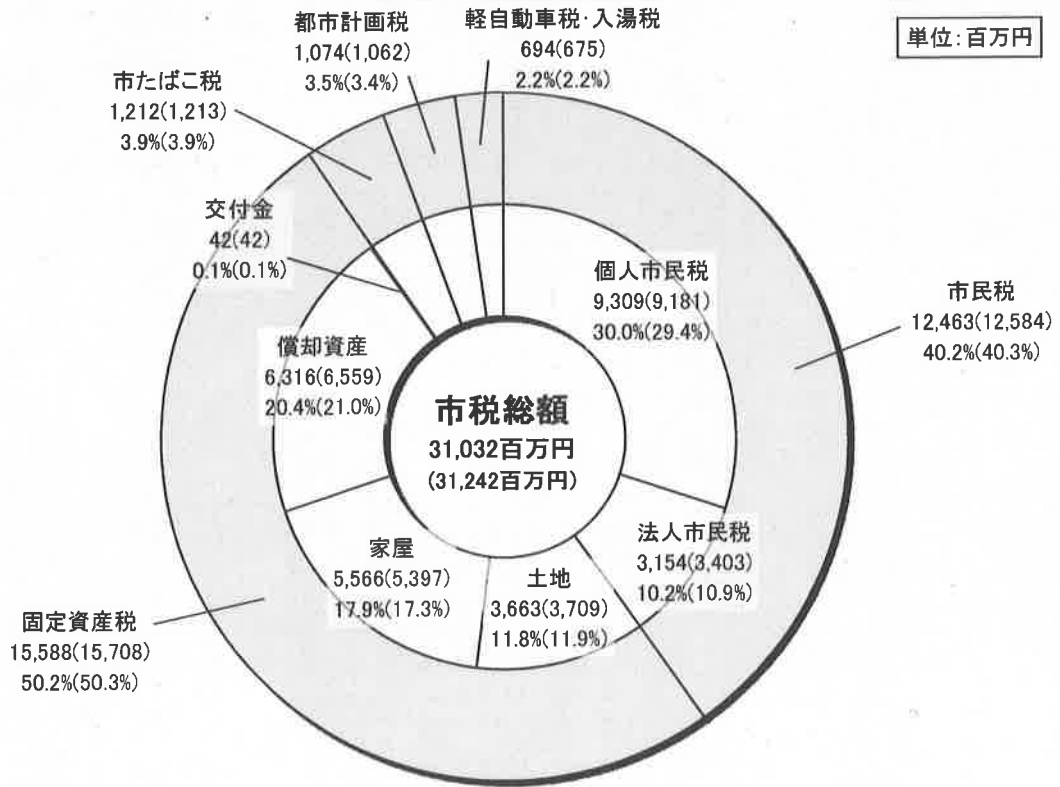 単位:百万円
都市計画税
1,074(1,062)
3.5%(3.4%)
軽自動車税・入湯税
694(675)
2.2%(2.2%)
市たばこ税
1,212(1,213)
3.9%(3.9%)
交付金
42(42)
0.1%(0.1%)
個人市民税
9,309(9,181)
30.0%(29.4%)
市民税
12,463(12,584)
40.2%(40.3%)
償却資産
6,316(6,559)
20.4%(21.0%)
市税総額
31,032百万円
(31,242百万円)
法人市民税
3,154(3,403)
10.2%(10.9%)
家屋
5,566(5,397)
17.9%(17.3%)
土地
3,663(3,709)
11.8%(11.9%)
固定資産税
15,588(15,708)
50.2%(50.3%)